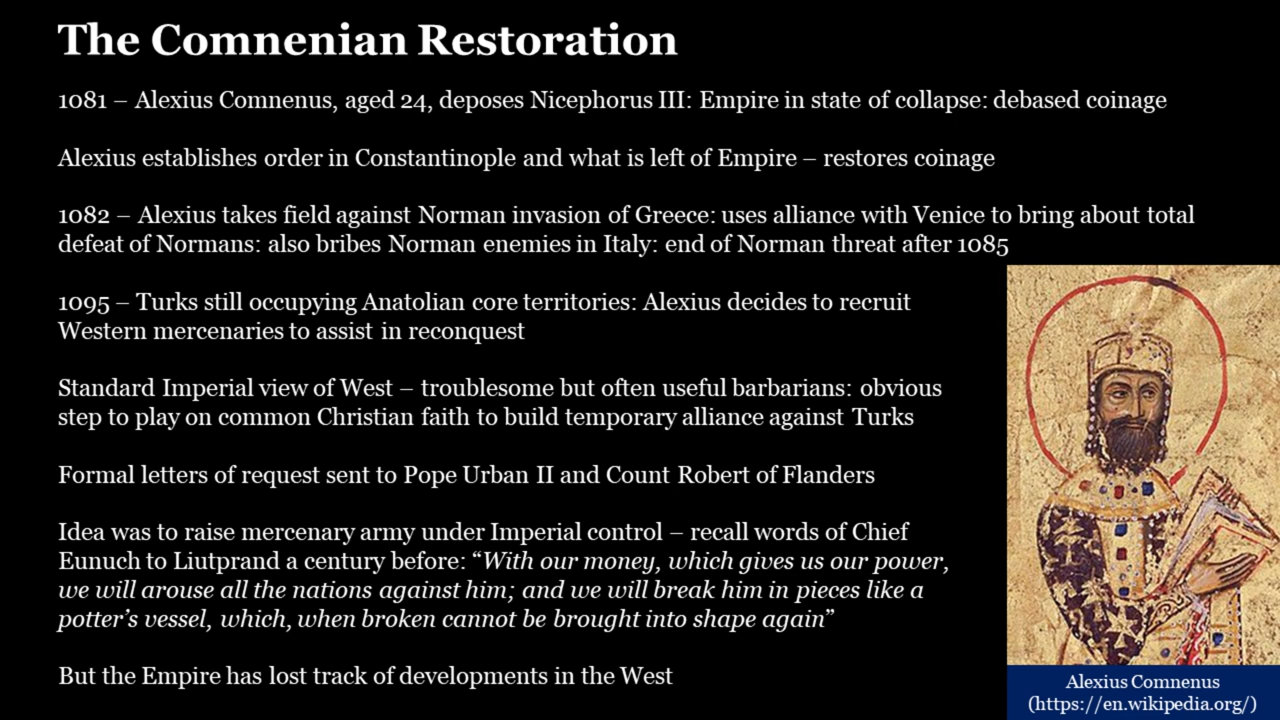 The Comnenian Restoration
1081 – Alexius Comnenus, aged 24, deposes Nicephorus III: Empire in state of collapse: debased coinage
Alexius establishes order in Constantinople and what is left of Empire – restores coinage
1082 – Alexius takes field against Norman invasion of Greece: uses alliance with Venice to bring about total
defeat of Normans: also bribes Norman enemies in Italy: end of Norman threat after 1085
1095 – Turks still occupying Anatolian core territories: Alexius decides to recruit
Western mercenaries to assist in reconquest
Standard Imperial view of West – troublesome but often useful barbarians: obvious
step to play on common Christian faith to build temporary alliance against Turks
Formal letters of request sent to Pope Urban II and Count Robert of Flanders
Idea was to raise mercenary army under Imperial control – recall words of Chief
Eunuch to Liutprand a century before: “With our money, which gives us our power,
we will arouse all the nations against him; and we will break him in pieces like a
potter’s vessel, which, when broken cannot be brought into shape again”
But the Empire has lost track of developments in the West
Alexius Comnenus
(https://en.wikipedia.org/)